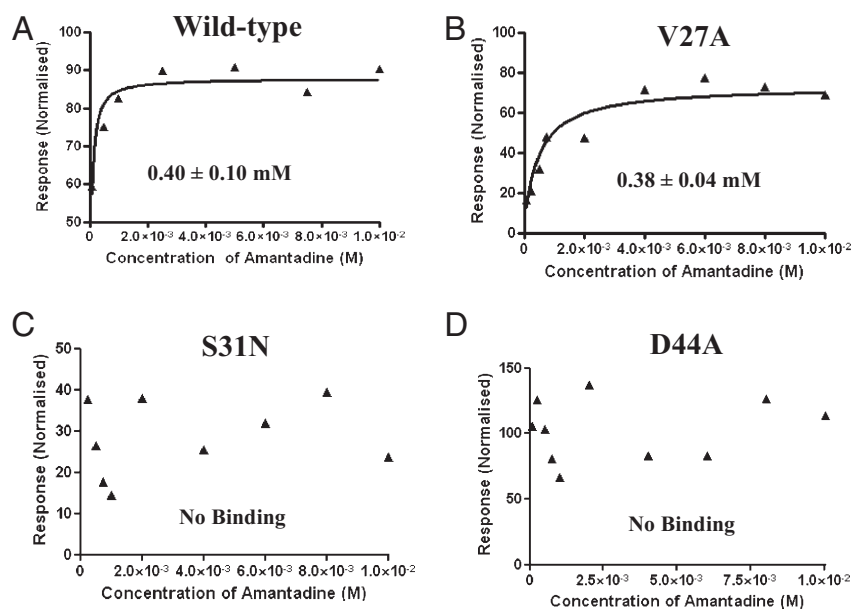 A
Wild-type
Response (Normalised)
100
90
80
70
60
50
0.40 ± 0.10 mM
0 2.0×10⁻³ 4.0×10⁻³ 6.0×10⁻³ 8.0×10⁻³ 1.0×10⁻²
Concentration of Amantadine (M)
B
V27A
Response (Normalised)
100
80
60
40
20
0
0.38 ± 0.04 mM
0 2.0×10⁻³ 4.0×10⁻³ 6.0×10⁻³ 8.0×10⁻³ 1.0×10⁻²
Concentration of Amantadine (M)
C
S31N
Response (Normalised)
50
40
30
20
10
0
No Binding
0 2.0×10⁻³ 4.0×10⁻³ 6.0×10⁻³ 8.0×10⁻³ 1.0×10⁻²
Concentration of Amantadine (M)
D
D44A
Response (Normalised)
150
100
50
0
No Binding
0 2.5×10⁻³ 5.0×10⁻³ 7.5×10⁻³ 1.0×10⁻²
Concentration of Amantadine (M)